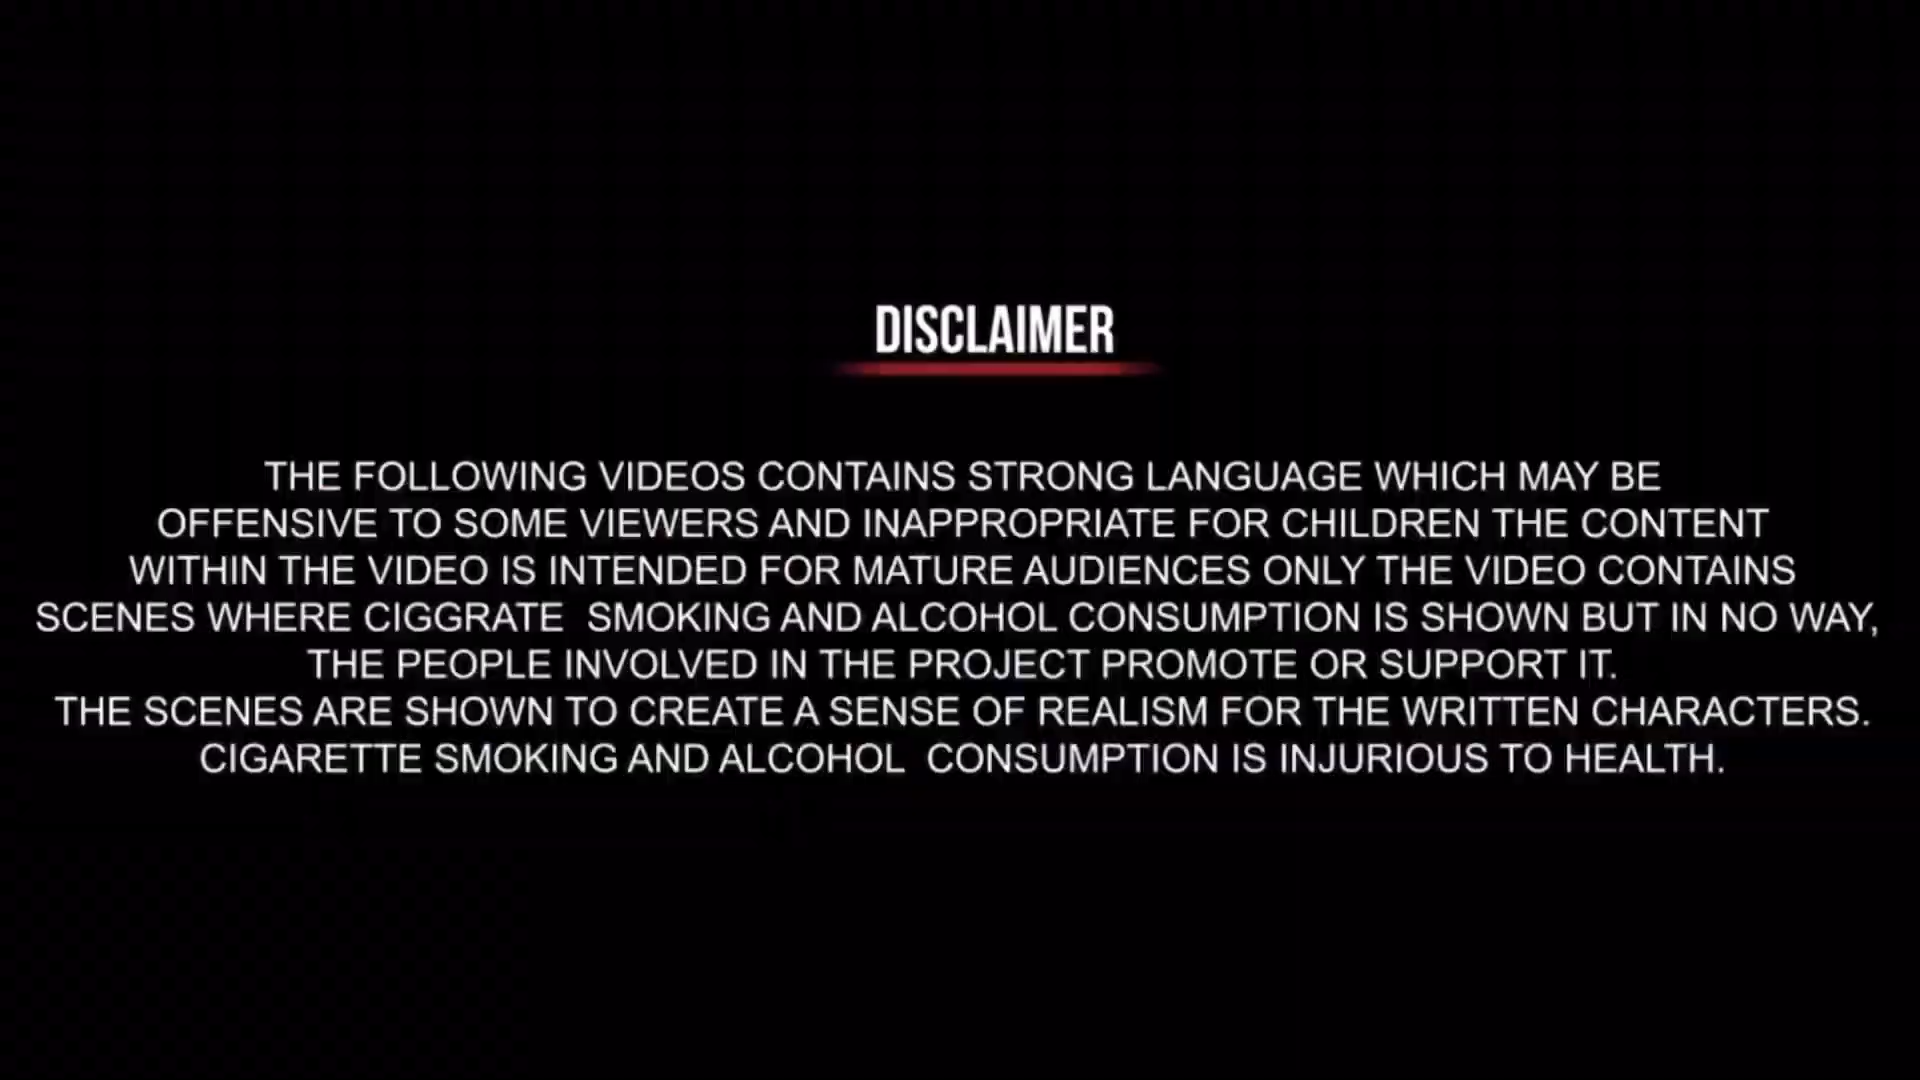 DISCLAIMER
THE FOLLOWING VIDEOS CONTAINS STRONG LANGUAGE WHICH MAY BE
OFFENSIVE TO SOME VIEWERS AND INAPPROPRIATE FOR CHILDREN THE CONTENT
WITHIN THE VIDEO IS INTENDED FOR MATURE AUDIENCES ONLY THE VIDEO CONTAINS
SCENES WHERE CIGGRATE  SMOKING AND ALCOHOL CONSUMPTION IS SHOWN BUT IN NO WAY,
THE PEOPLE INVOLVED IN THE PROJECT PROMOTE OR SUPPORT IT.
THE SCENES ARE SHOWN TO CREATE A SENSE OF REALISM FOR THE WRITTEN CHARACTERS.
CIGARETTE SMOKING AND ALCOHOL  CONSUMPTION IS INJURIOUS TO HEALTH.